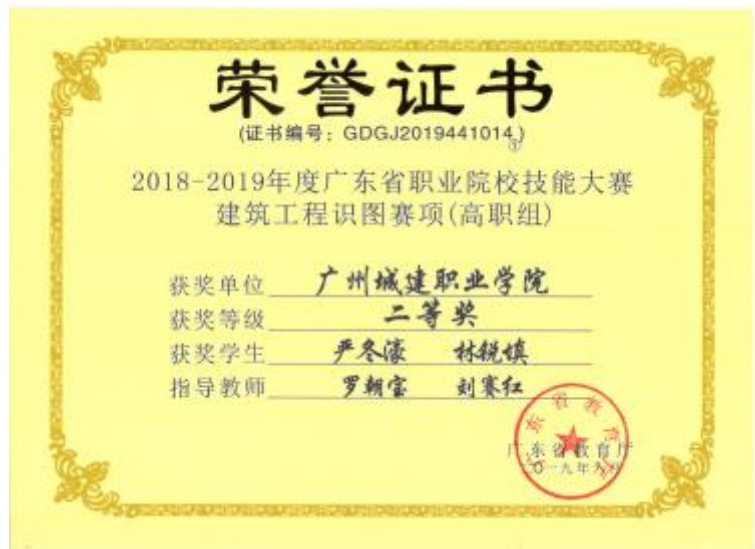 荣誉证书
(证书编号：GDGJ2019441014)
2018-2019年度广东省职业院校技能大赛
建筑工程识图赛项(高职组)
获奖单位 广州城建职业学院
获奖等级 二等奖
获奖学生 严冬濠 林锐填
指导教师 罗朝宝 刘赛红
广东省教育厅